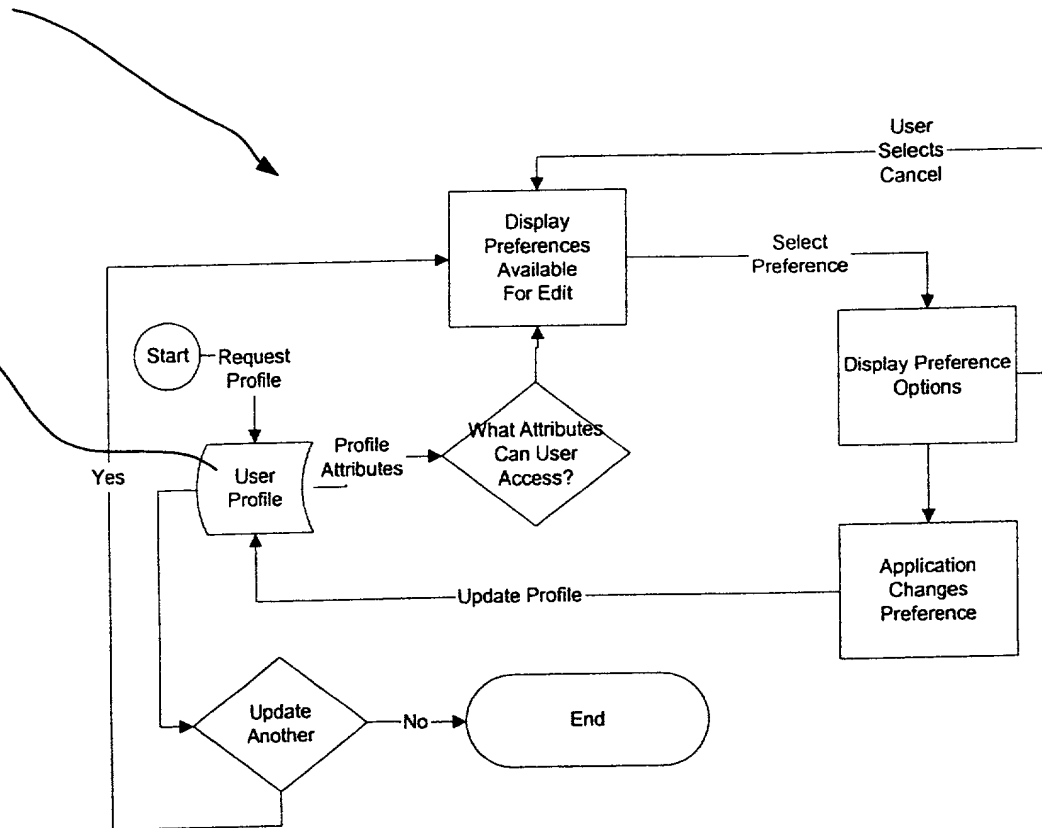 User
Selects
Cancel
Display
Preferences
Available
For Edit
Select
Preference
Start
Request
Profile
Display Preference
Options
What Attributes
Can User
Access?
Profile
Attributes
User
Profile
Yes
Application
Changes
Preference
Update Profile
Update
Another
No
End